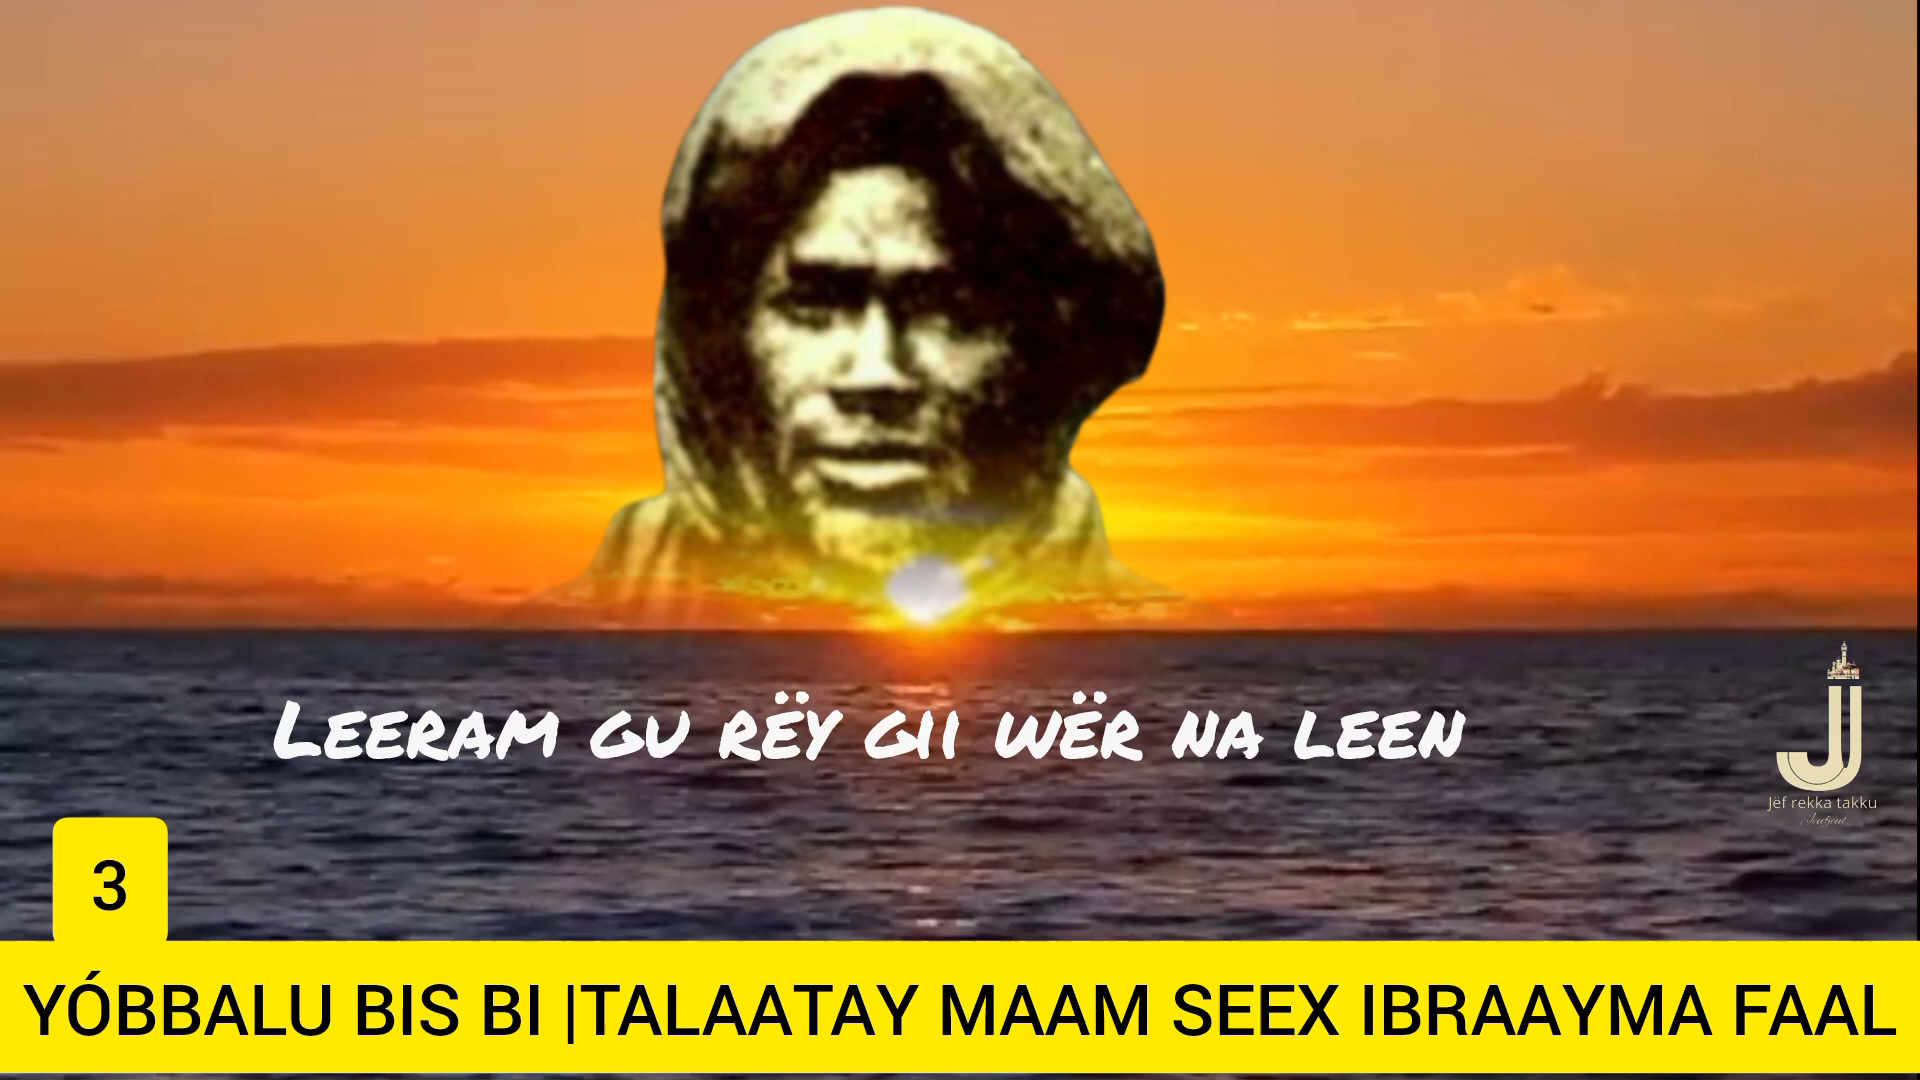 LEERAM GU RËY GII WËR NA LEEN
Jëf rekka takku
3
YÓBBALU BIS BI |TALAATAY MAAM SEEX IBRAAYMA FAAL